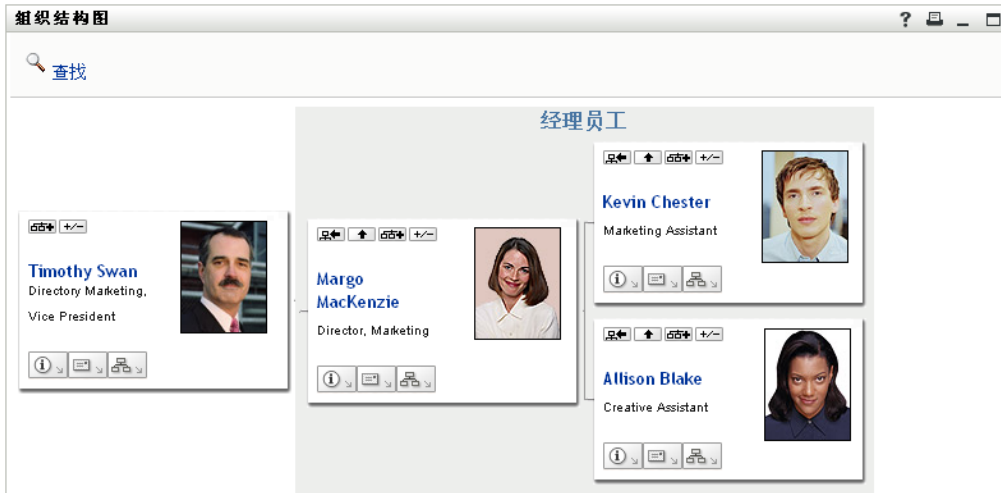 组织结构图
?
查找
经理员工
+/−
Timothy Swan
Directory Marketing,
Vice President
+/−
Margo
MacKenzie
Director, Marketing
+/−
Kevin Chester
Marketing Assistant
+/−
Allison Blake
Creative Assistant